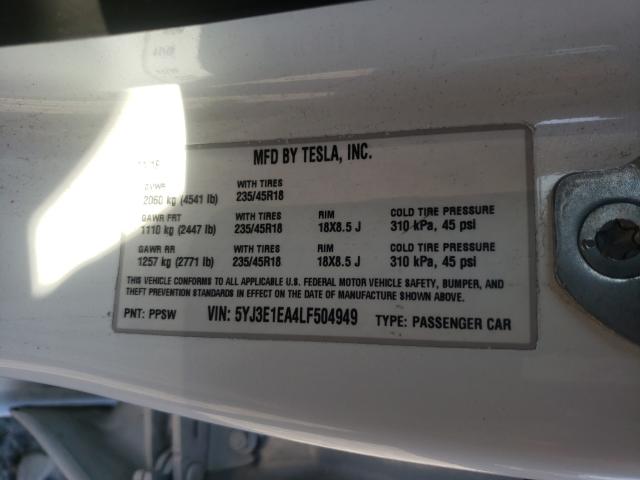 MFD BY TESLA, INC.
GVWR WITH TIRES
2060 kg (4541 lb) 235/45R18
GAWR FRT WITH TIRES RIM COLD TIRE PRESSURE
1110 kg (2447 lb) 235/45R18 18X8.5 J 310 kPa, 45 psi
GAWR RR WITH TIRES RIM COLD TIRE PRESSURE
1257 kg (2771 lb) 235/45R18 18X8.5 J 310 kPa, 45 psi
THIS VEHICLE CONFORMS TO ALL APPLICABLE U.S. FEDERAL MOTOR VEHICLE SAFETY, BUMPER, AND
THEFT PREVENTION STANDARDS IN EFFECT ON THE DATE OF MANUFACTURE SHOWN ABOVE.
PNT: PPSW VIN: 5YJ3E1EA4LF504949 TYPE: PASSENGER CAR